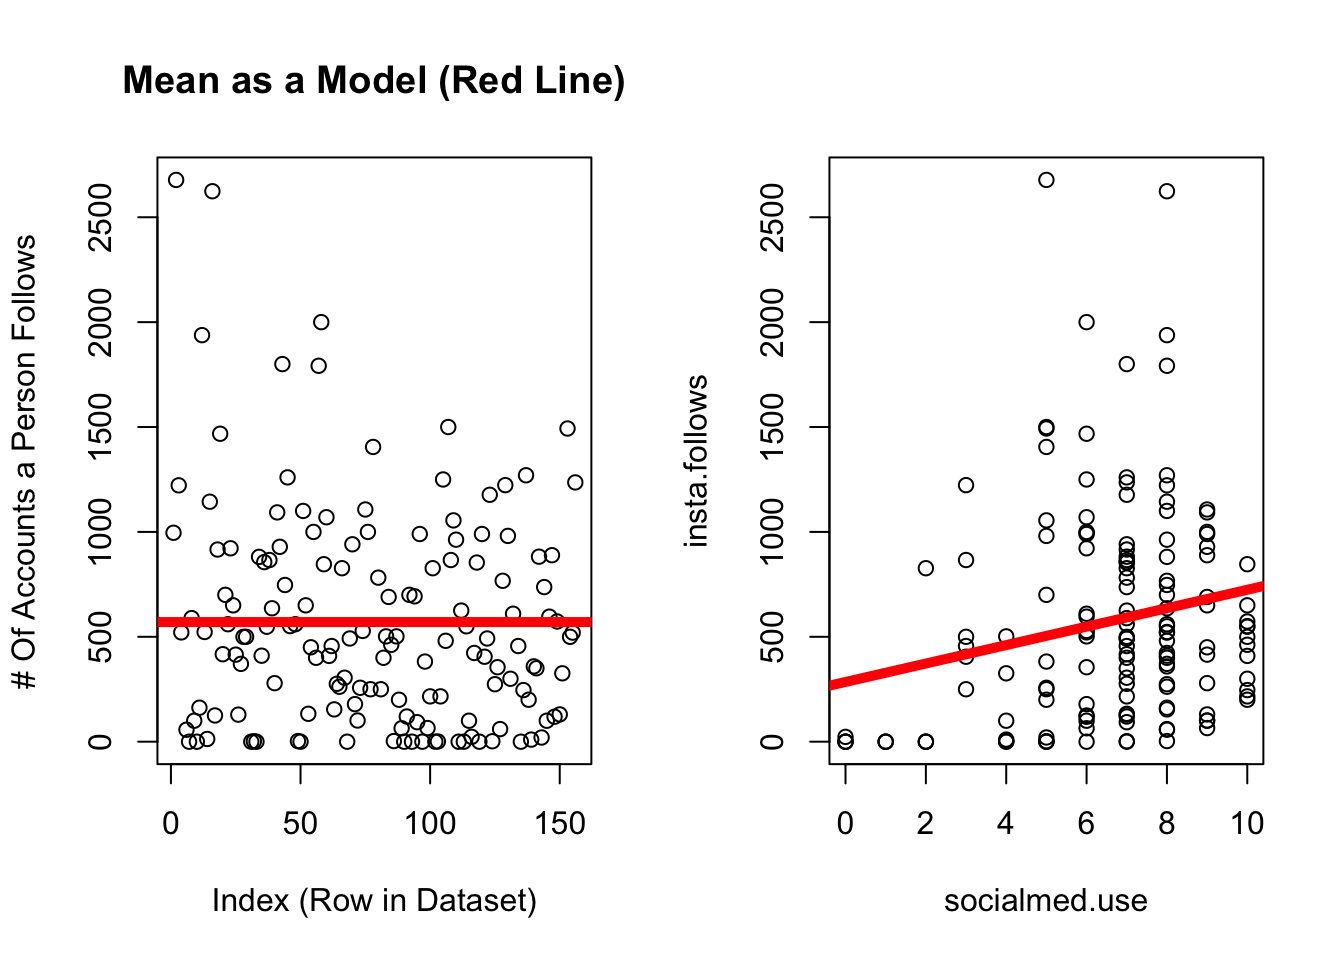 Mean as a Model (Red Line)
# Of Accounts a Person Follows
0 500 1000 1500 2000 2500
0 50 100 150
Index (Row in Dataset)
insta.follows
0 500 1000 1500 2000 2500
0 2 4 6 8 10
socialmed.use